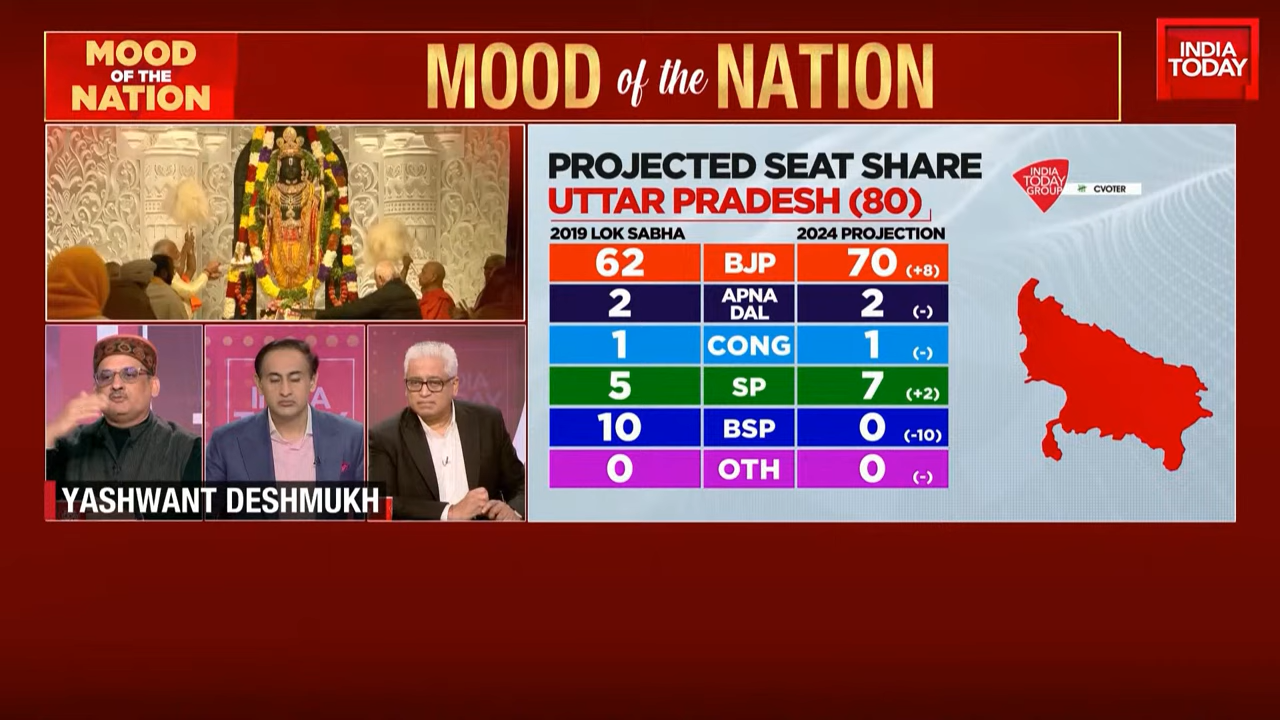 MOOD
OF THE
NATION
MOOD of the NATION
INDIA
TODAY
PROJECTED SEAT SHARE
UTTAR PRADESH (80)
INDIA
TODAY
GROUP
CVOTER
2019 LOK SABHA 2024 PROJECTION
62 BJP 70 (+8)
2 APNA DAL 2 (-)
1 CONG 1 (-)
5 SP 7 (+2)
10 BSP 0 (-10)
0 OTH 0 (-)
YASHWANT DESHMUKH